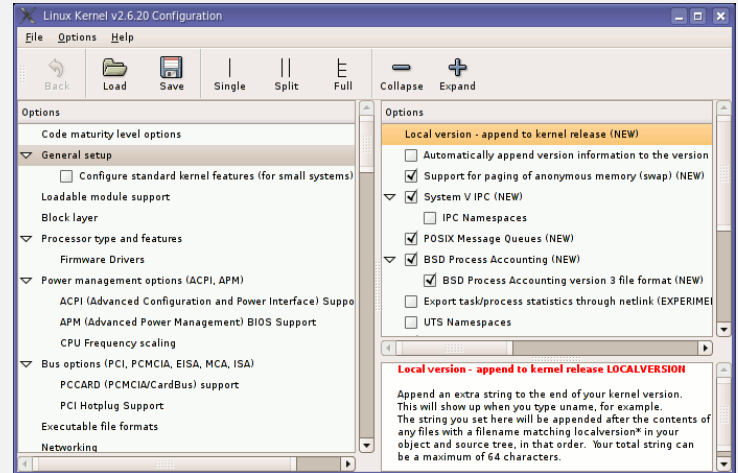 Linux Kernel v2.6.20 Configuration
File Options Help
Back Load Save Single Split Full Collapse Expand
Options
Code maturity level options
General setup
Configure standard kernel features (for small systems)
Loadable module support
Block layer
Processor type and features
Firmware Drivers
Power management options (ACPI, APM)
ACPI (Advanced Configuration and Power Interface) Suppo
APM (Advanced Power Management) BIOS Support
CPU Frequency scaling
Bus options (PCI, PCMCIA, EISA, MCA, ISA)
PCCARD (PCMCIA/CardBus) support
PCI Hotplug Support
Executable file formats
Networking
Options
Local version - append to kernel release (NEW)
Automatically append version information to the version
Support for paging of anonymous memory (swap) (NEW)
System V IPC (NEW)
IPC Namespaces
POSIX Message Queues (NEW)
BSD Process Accounting (NEW)
BSD Process Accounting version 3 file format (NEW)
Export task/process statistics through netlink (EXPERIME
UTS Namespaces
Local version - append to kernel release LOCALVERSION
Append an extra string to the end of your kernel version.
This will show up when you type uname, for example.
The string you set here will be appended after the contents of
any files with a filename matching localversion* in your
object and source tree, in that order. Your total string can
be a maximum of 64 characters.